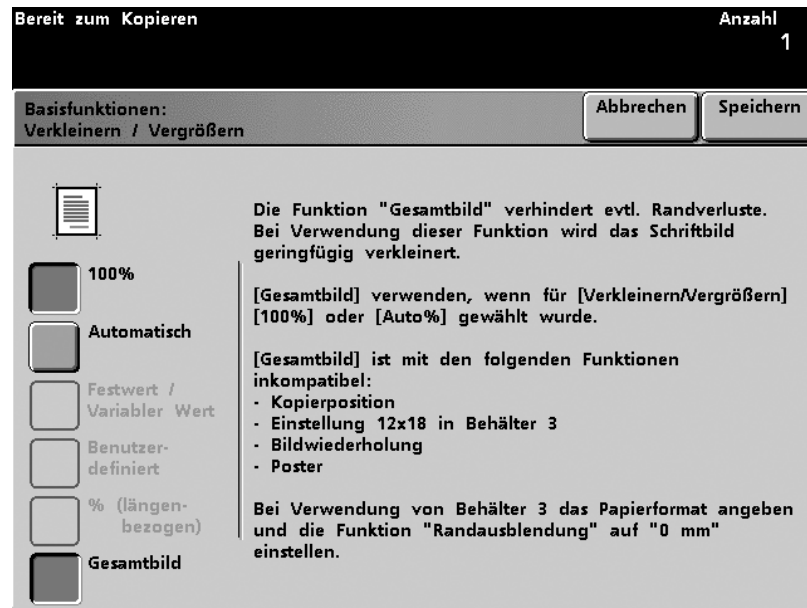 Bereit zum Kopieren
Anzahl
1
Basisfunktionen:
Verkleinern / Vergrößern
Abbrechen
Speichern
100%
Automatisch
Festwert /
Variabler Wert
Benutzer-
definiert
% (längen-
bezogen)
Gesamtbild
Die Funktion "Gesamtbild" verhindert evtl. Randverluste.
Bei Verwendung dieser Funktion wird das Schriftbild
geringfügig verkleinert.
[Gesamtbild] verwenden, wenn für [Verkleinern/Vergrößern]
[100%] oder [Auto%] gewählt wurde.
[Gesamtbild] ist mit den folgenden Funktionen
inkompatibel:
- Kopierposition
- Einstellung 12x18 in Behälter 3
- Bildwiederholung
- Poster
Bei Verwendung von Behälter 3 das Papierformat angeben
und die Funktion "Randausblendung" auf "0 mm"
einstellen.